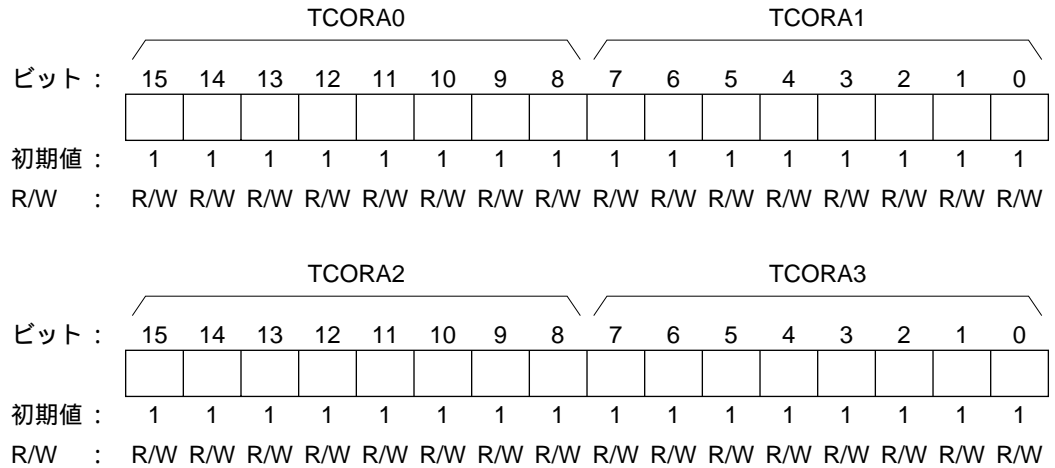 TCORA0 TCORA1
ビット : 15 14 13 12 11 10 9 8 7 6 5 4 3 2 1 0
初期値 : 1 1 1 1 1 1 1 1 1 1 1 1 1 1 1 1
R/W : R/W R/W R/W R/W R/W R/W R/W R/W R/W R/W R/W R/W R/W R/W R/W R/W
TCORA2 TCORA3
ビット : 15 14 13 12 11 10 9 8 7 6 5 4 3 2 1 0
初期値 : 1 1 1 1 1 1 1 1 1 1 1 1 1 1 1 1
R/W : R/W R/W R/W R/W R/W R/W R/W R/W R/W R/W R/W R/W R/W R/W R/W R/W